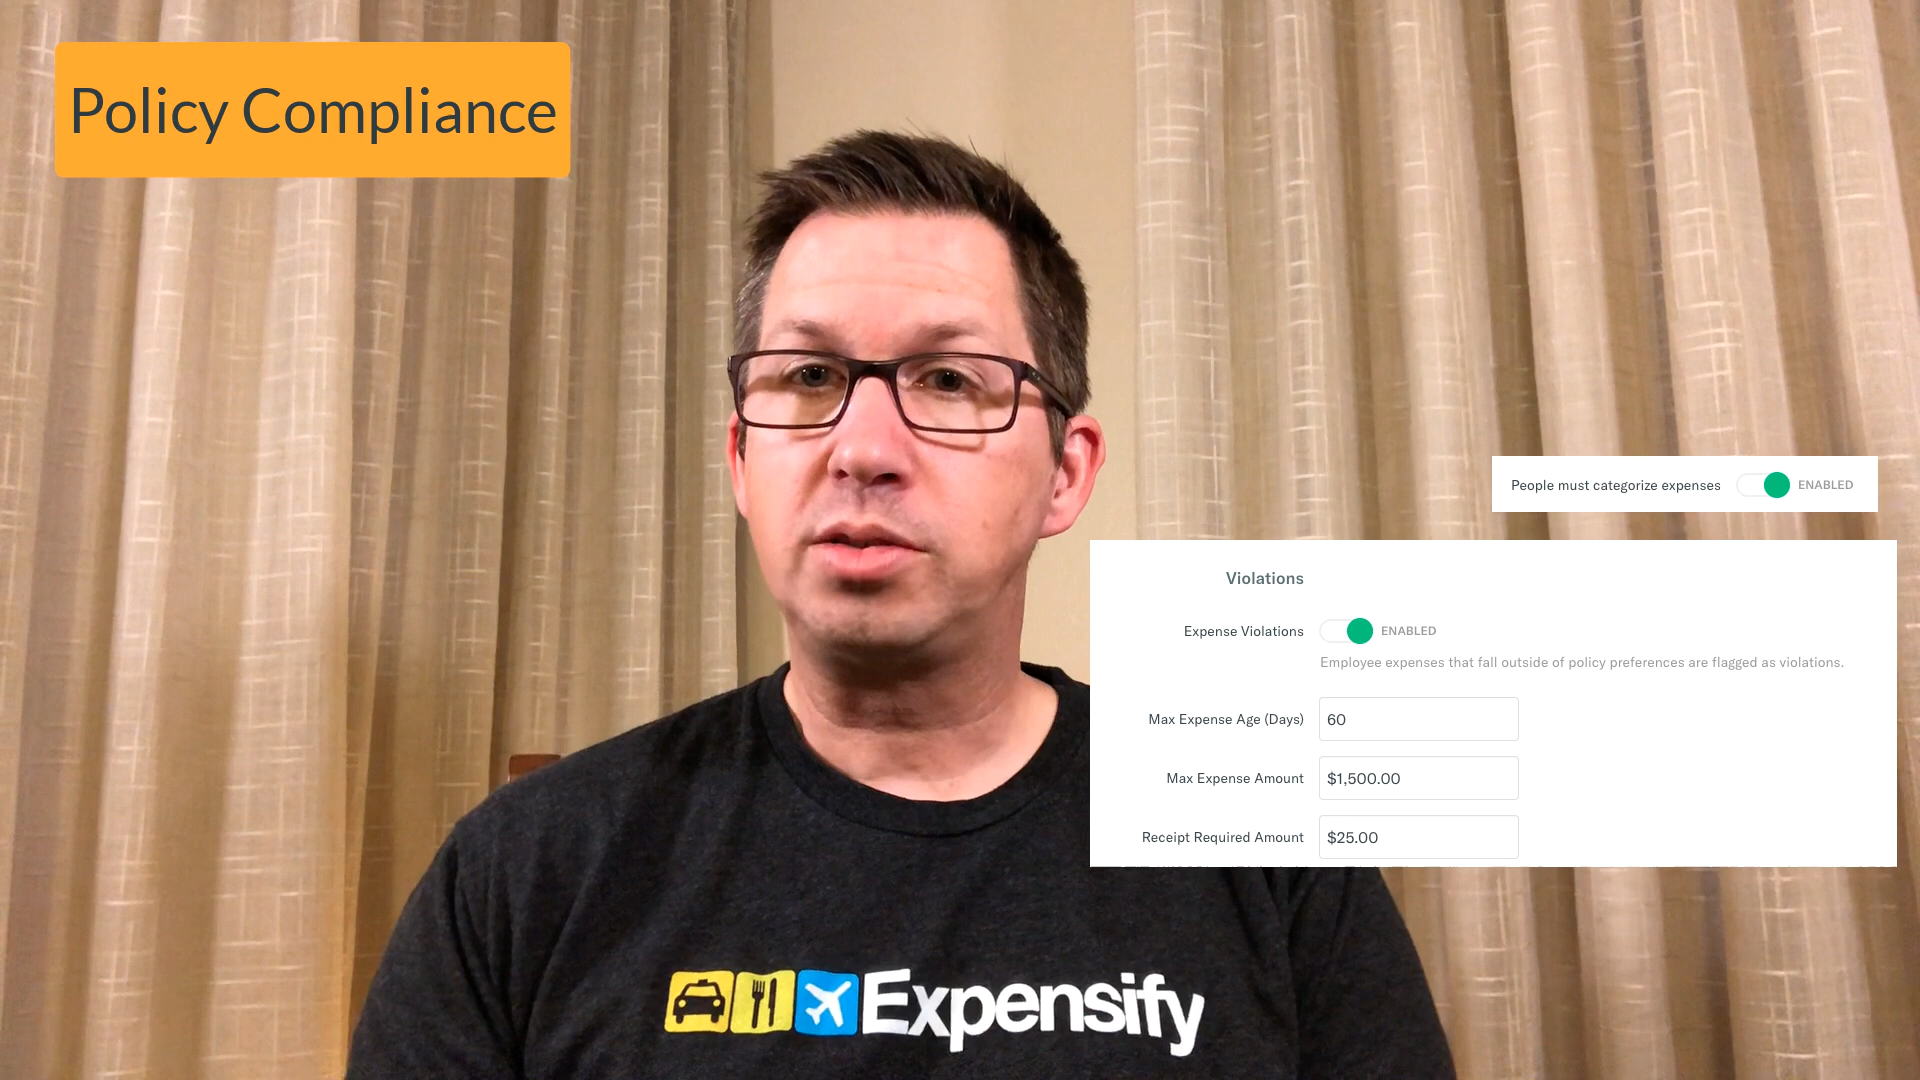 Policy Compliance
People must categorize expenses ENABLED
Violations
Expense Violations ENABLED
Employee expenses that fall outside of policy preferences are flagged as violations.
Max Expense Age (Days) 60
Max Expense Amount $1,500.00
Receipt Required Amount $25.00
Expensify